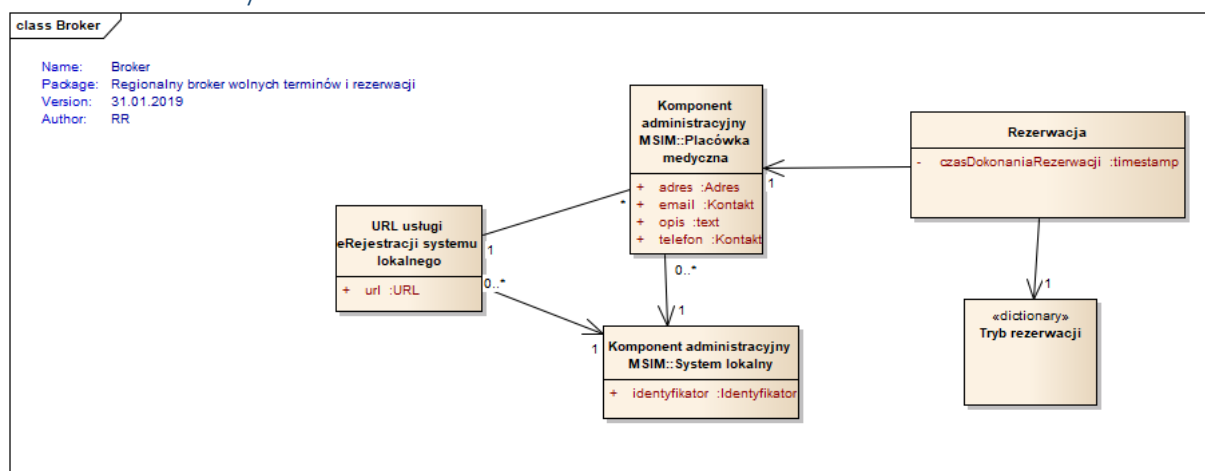 class Broker
Name: Broker
Package: Regionalny broker wolnych terminów i rezerwacji
Version: 31.01.2019
Author: RR
Komponent
administracyjny
MSIM::Placówka
medyczna
+ adres :Adres
+ email :Kontakt
+ opis :text
+ telefon :Kontakt
Rezerwacja
- czasDokonaniaRezerwacji :timestamp
1
*
URL usługi
eRejestracji systemu
lokalnego
+ url :URL
1
0..*
0..*
1
1
1
«dictionary»
Tryb rezerwacji
Komponent administracyjny
MSIM::System lokalny
+ identyfikator :Identyfikator